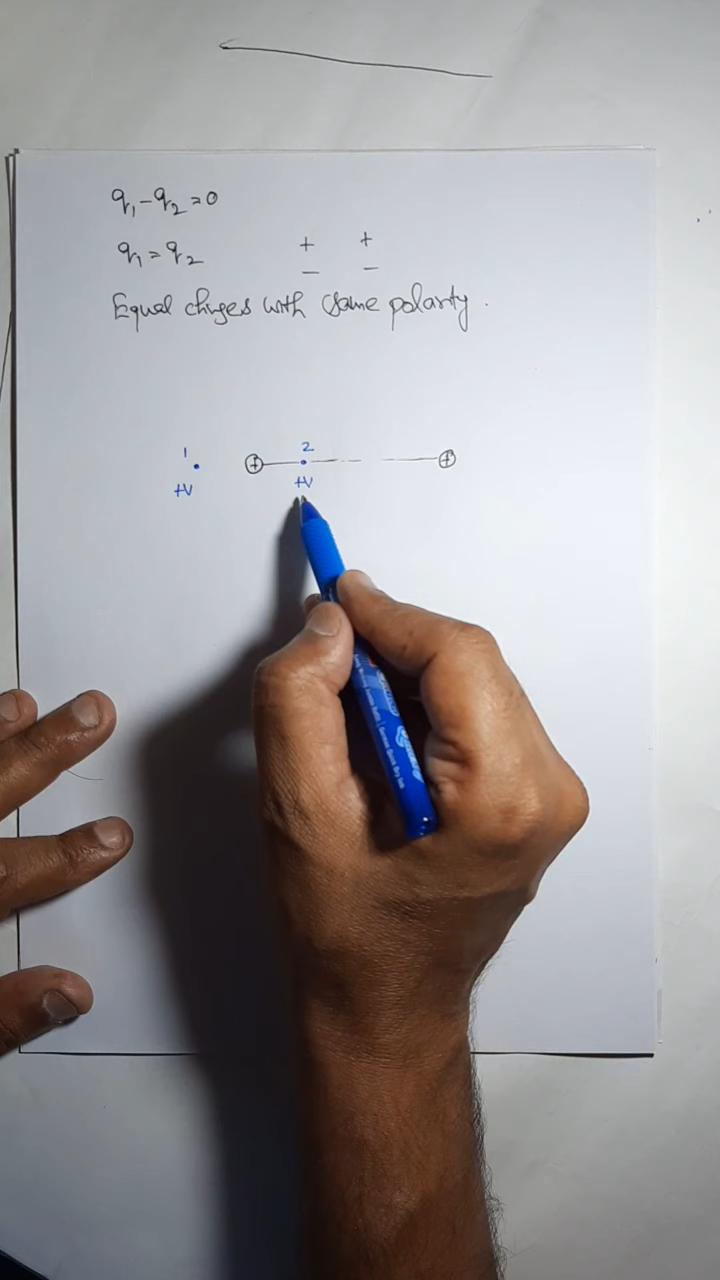 q₁-q₂=0
q₁=q₂ + +
- -
Equal charges with same polarity.
1 2
+ +
+V +V